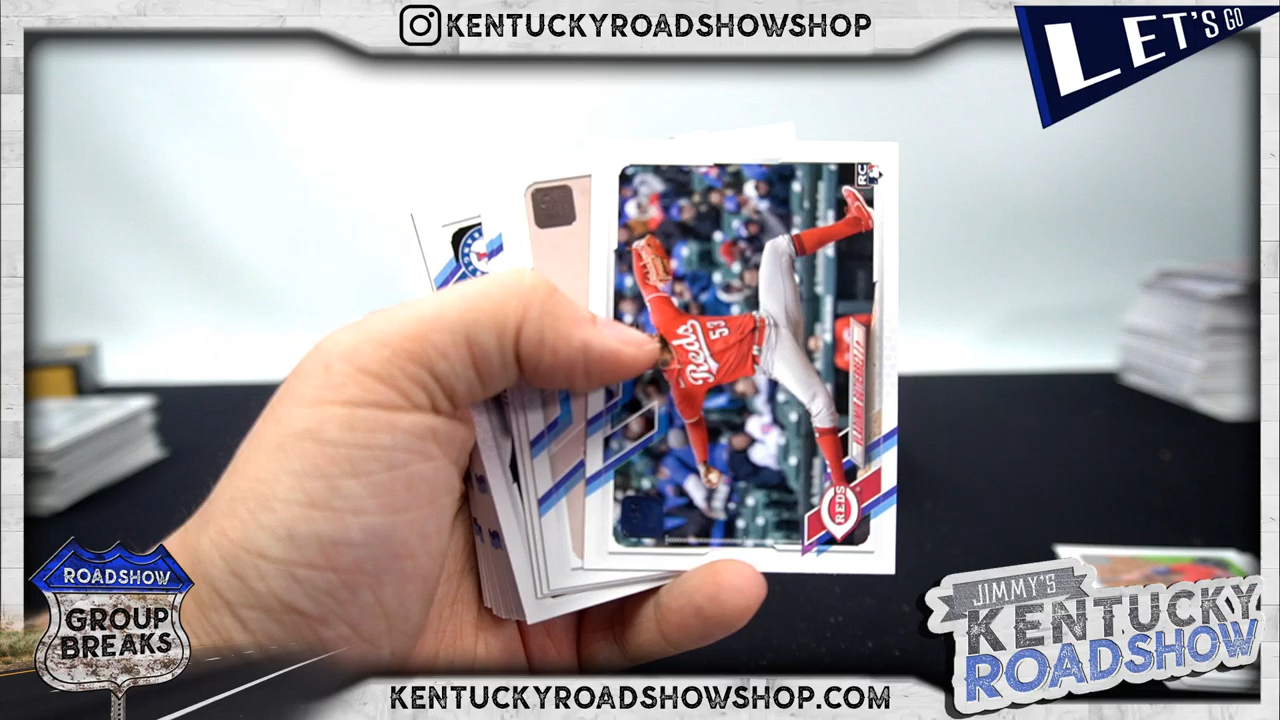 KENTUCKYROADSHOWSHOP
LET'S GO
RC
Reds
53
REDS
ROADSHOW
GROUP
BREAKS
JIMMY'S
KENTUCKY
ROADSHOW
KENTUCKYROADSHOWSHOP.COM